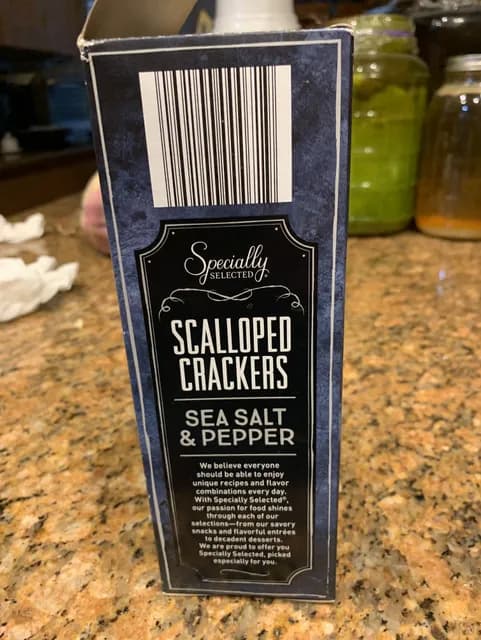 Specially
SELECTED
SCALLOPED
CRACKERS
SEA SALT
& PEPPER
We believe everyone
should be able to enjoy
unique recipes and flavor
combinations every day.
With Specially Selected®,
our passion for food shines
through each of our
selections—from our savory
snacks and flavorful entrées
to decadent desserts.
We are proud to offer you
Specially Selected, picked
especially for you.